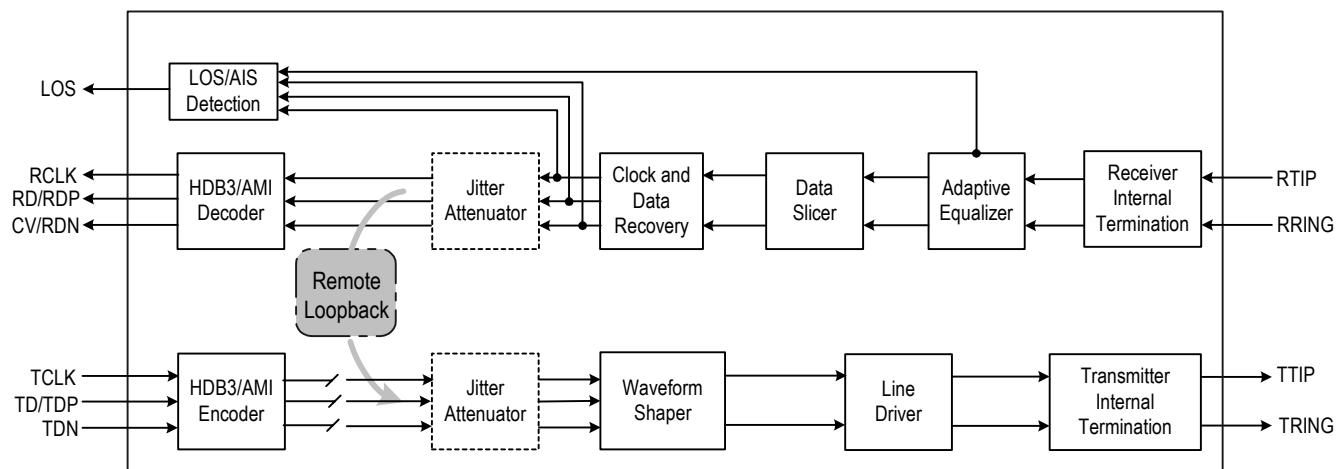 LOS
LOS/AIS
Detection
RCLK
RD/RDP
CV/RDN
HDB3/AMI
Decoder
Jitter
Attenuator
Clock and
Data
Recovery
Data
Slicer
Adaptive
Equalizer
Receiver
Internal
Termination
RTIP
RRING
Remote
Loopback
TCLK
TD/TDP
TDN
HDB3/AMI
Encoder
Jitter
Attenuator
Waveform
Shaper
Line
Driver
Transmitter
Internal
Termination
TTIP
TRING